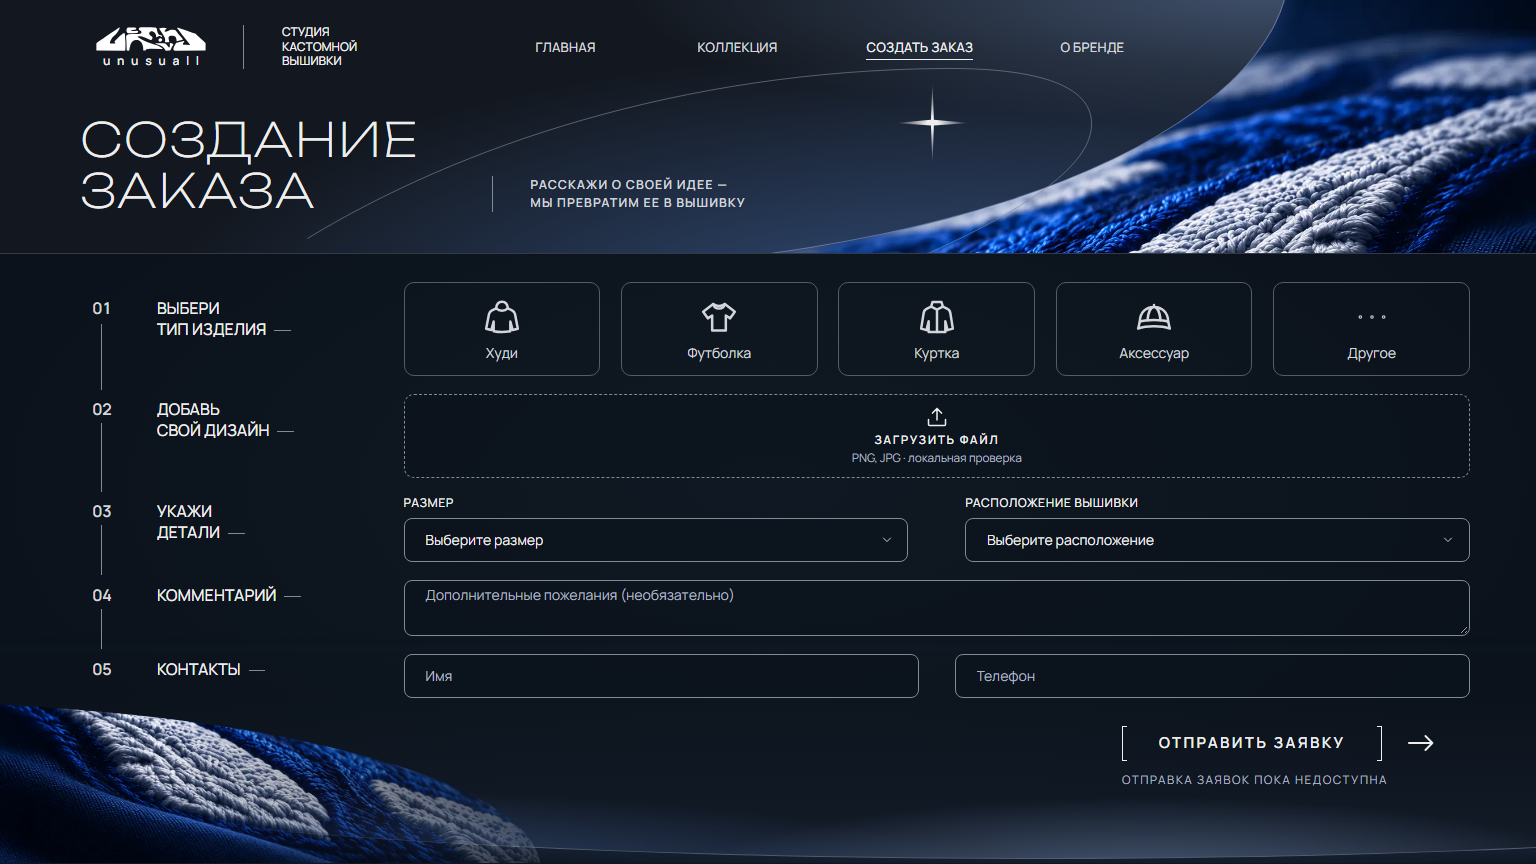 unusuall
СТУДИЯ
КАСТОМНОЙ
ВЫШИВКИ
ГЛАВНАЯ
КОЛЛЕКЦИЯ
СОЗДАТЬ ЗАКАЗ
О БРЕНДЕ
СОЗДАНИЕ
ЗАКАЗА
РАССКАЖИ О СВОЕЙ ИДЕЕ —
МЫ ПРЕВРАТИМ ЕЕ В ВЫШИВКУ
01
ВЫБЕРИ
ТИП ИЗДЕЛИЯ —
Худи
Футболка
Куртка
Аксессуар
Другое
02
ДОБАВЬ
СВОЙ ДИЗАЙН —
ЗАГРУЗИТЬ ФАЙЛ
PNG, JPG · локальная проверка
03
УКАЖИ
ДЕТАЛИ —
РАЗМЕР
Выберите размер
РАСПОЛОЖЕНИЕ ВЫШИВКИ
Выберите расположение
04
КОММЕНТАРИЙ —
Дополнительные пожелания (необязательно)
05
КОНТАКТЫ —
Имя
Телефон
[ ОТПРАВИТЬ ЗАЯВКУ ] →
ОТПРАВКА ЗАЯВОК ПОКА НЕДОСТУПНА